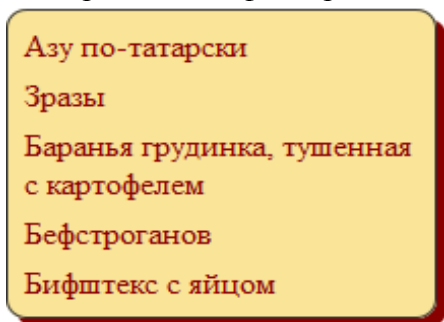 Азу по-татарски
Зразы
Баранья грудинка, тушенная
с картофелем
Бефстроганов
Бифштекс с яйцом